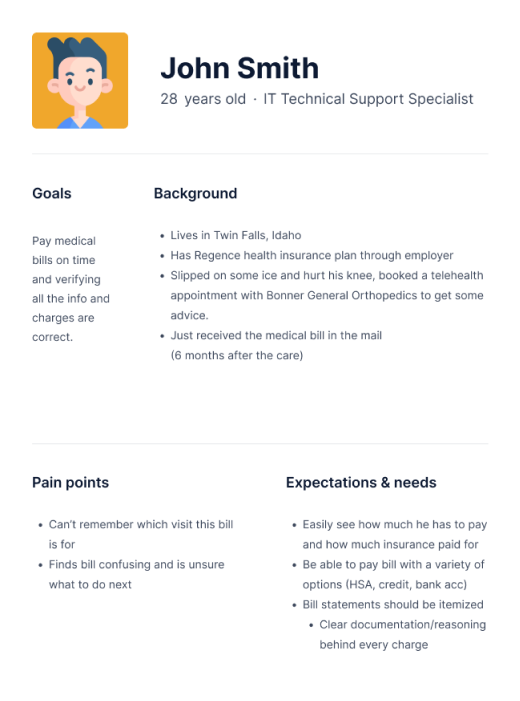 John Smith
28 years old · IT Technical Support Specialist
Goals
Pay medical
bills on time
and verifying
all the info and
charges are
correct.
Background
• Lives in Twin Falls, Idaho
• Has Regence health insurance plan through employer
• Slipped on some ice and hurt his knee, booked a telehealth
appointment with Bonner General Orthopedics to get some
advice.
• Just received the medical bill in the mail
(6 months after the care)
Pain points
• Can't remember which visit this bill
is for
• Finds bill confusing and is unsure
what to do next
Expectations & needs
• Easily see how much he has to pay
and how much insurance paid for
• Be able to pay bill with a variety of
options (HSA, credit, bank acc)
• Bill statements should be itemized
• Clear documentation/reasoning
behind every charge